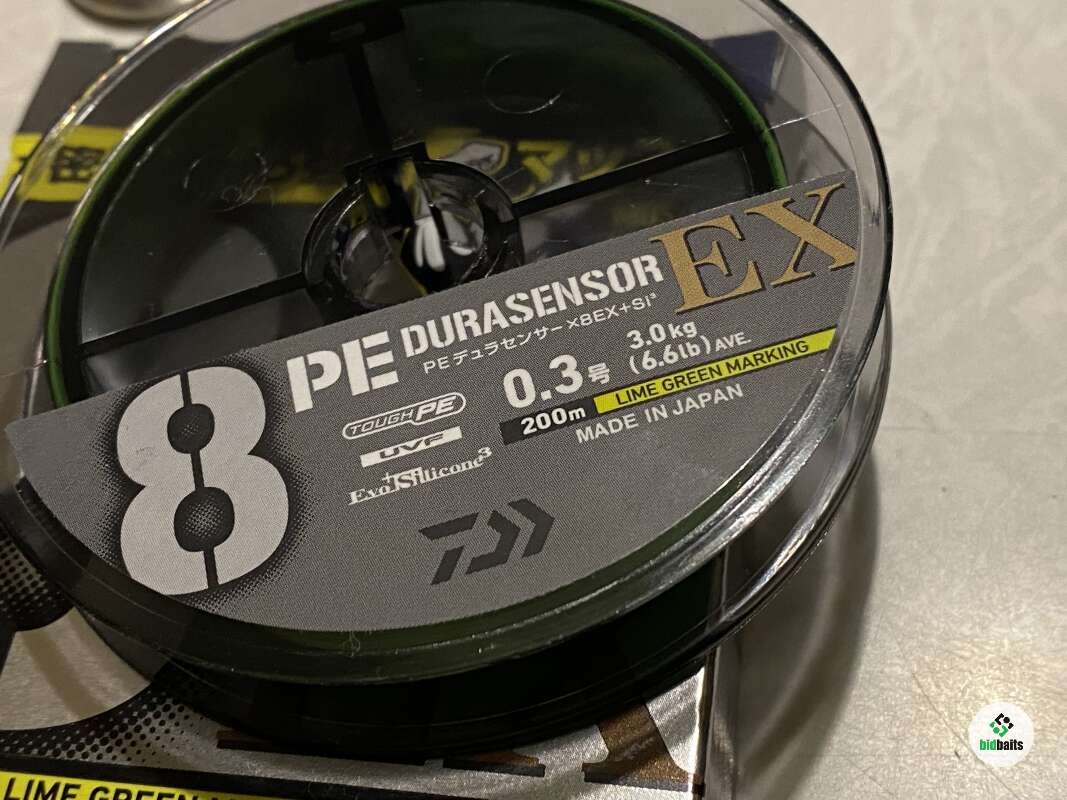 EX
PE DURASENSOR
PEデュラセンサー×8EX+Si³
8
0.3号
3.0kg
(6.6lb)AVE.
200m
LIME GREEN MARKING
MADE IN JAPAN
TOUGH PE
UVF
Evo+Silicone³
LIME GREEN
bidbaits